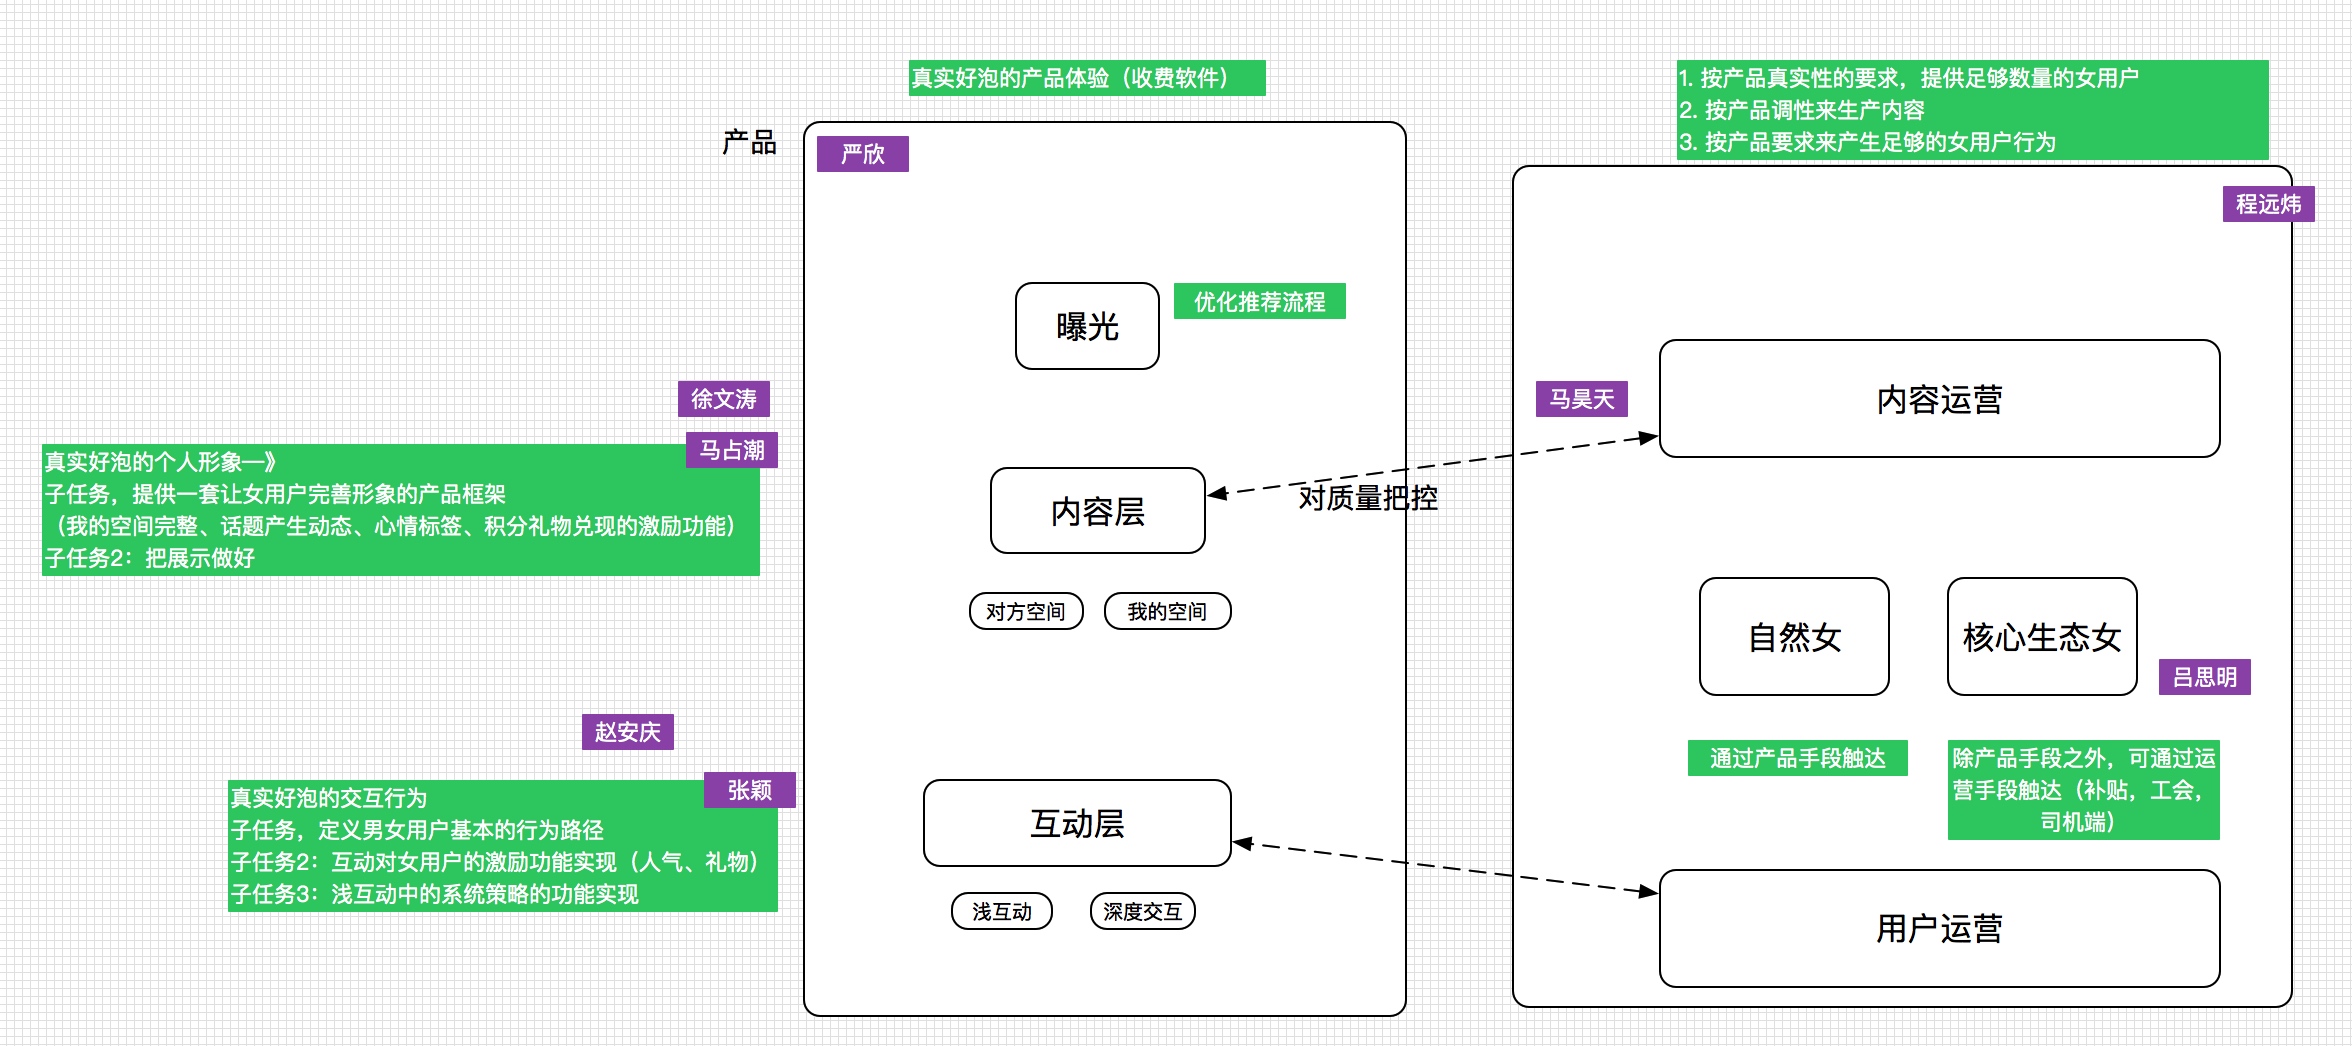 真实好泡的产品体验（收费软件）
1. 按产品真实性的要求，提供足够数量的女用户
2. 按产品调性来生产内容
3. 按产品要求来产生足够的女用户行为
产品
严欣
程远炜
曝光
优化推荐流程
徐文涛
马昊天
内容运营
马占潮
真实好泡的个人形象—》
子任务，提供一套让女用户完善形象的产品框架
（我的空间完整、话题产生动态、心情标签、积分礼物兑现的激励功能）
子任务2：把展示做好
内容层
对质量把控
对方空间
我的空间
自然女
核心生态女
吕思明
赵安庆
通过产品手段触达
除产品手段之外，可通过运
营手段触达（补贴，工会，
司机端）
张颖
真实好泡的交互行为
子任务，定义男女用户基本的行为路径
子任务2：互动对女用户的激励功能实现（人气、礼物）
子任务3：浅互动中的系统策略的功能实现
互动层
浅互动
深度交互
用户运营